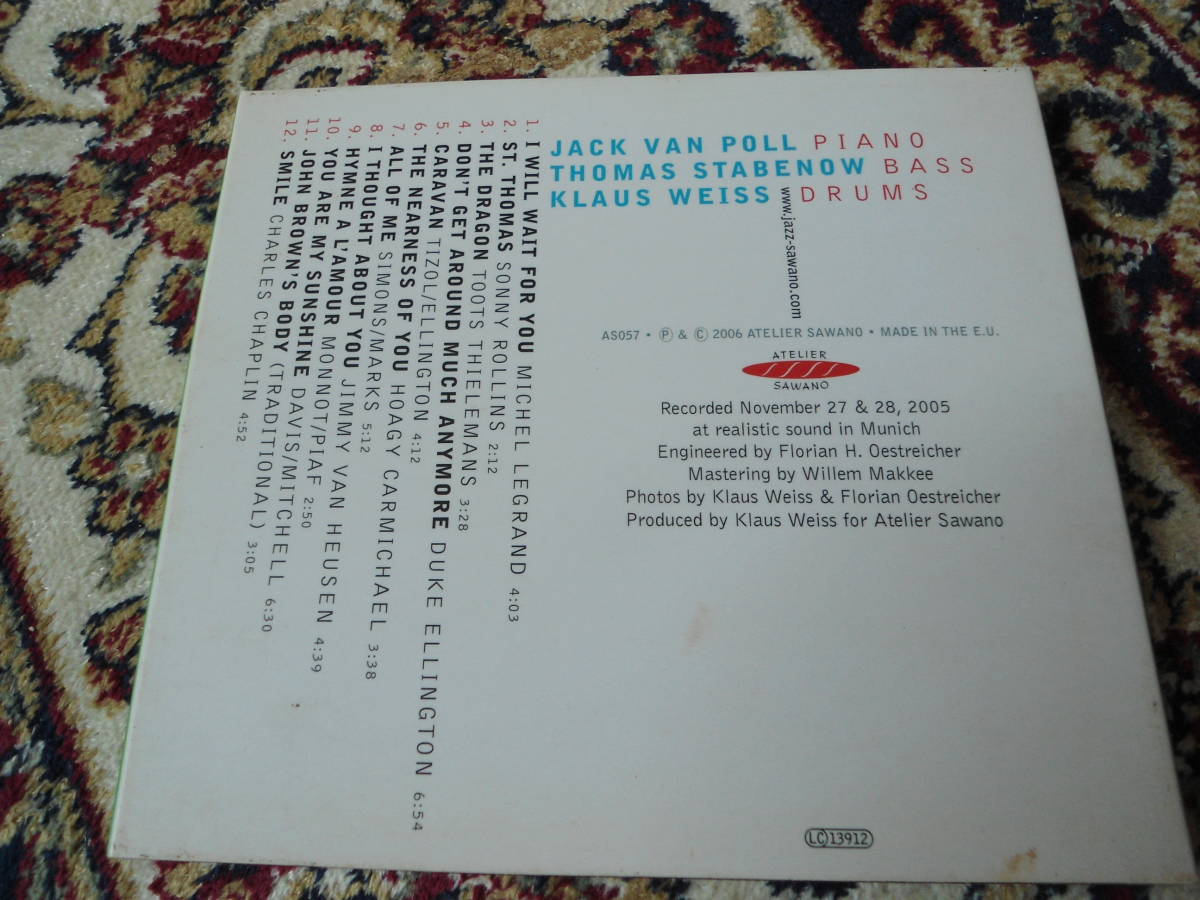 JACK VAN POLL PIANO
THOMAS STABENOW BASS
KLAUS WEISS DRUMS
www.jazz-sawano.com
AS057 • ℗ & © 2006 ATELIER SAWANO • MADE IN THE E.U.
ATELIER
SAWANO
Recorded November 27 & 28, 2005
at realistic sound in Munich
Engineered by Florian H. Oestreicher
Mastering by Willem Makkee
Photos by Klaus Weiss & Florian Oestreicher
Produced by Klaus Weiss for Atelier Sawano
1. I WILL WAIT FOR YOU MICHEL LEGRAND 4:03
2. ST. THOMAS SONNY ROLLINS 2:12
3. THE DRAGON TOOTS THIELEMANS 3:28
4. DON'T GET AROUND MUCH ANYMORE DUKE ELLINGTON 6:54
5. CARAVAN TIZOL/ELLINGTON 4:12
6. THE NEARNESS OF YOU HOAGY CARMICHAEL 3:38
7. ALL OF ME SIMONS/MARKS 5:12
8. I THOUGHT ABOUT YOU JIMMY VAN HEUSEN 4:39
9. HYMNE A L'AMOUR MONNOT/PIAF 2:50
10. YOU ARE MY SUNSHINE DAVIS/MITCHELL 6:30
11. JOHN BROWN'S BODY (TRADITIONAL) 3:05
12. SMILE CHARLES CHAPLIN 4:52
LC 13912